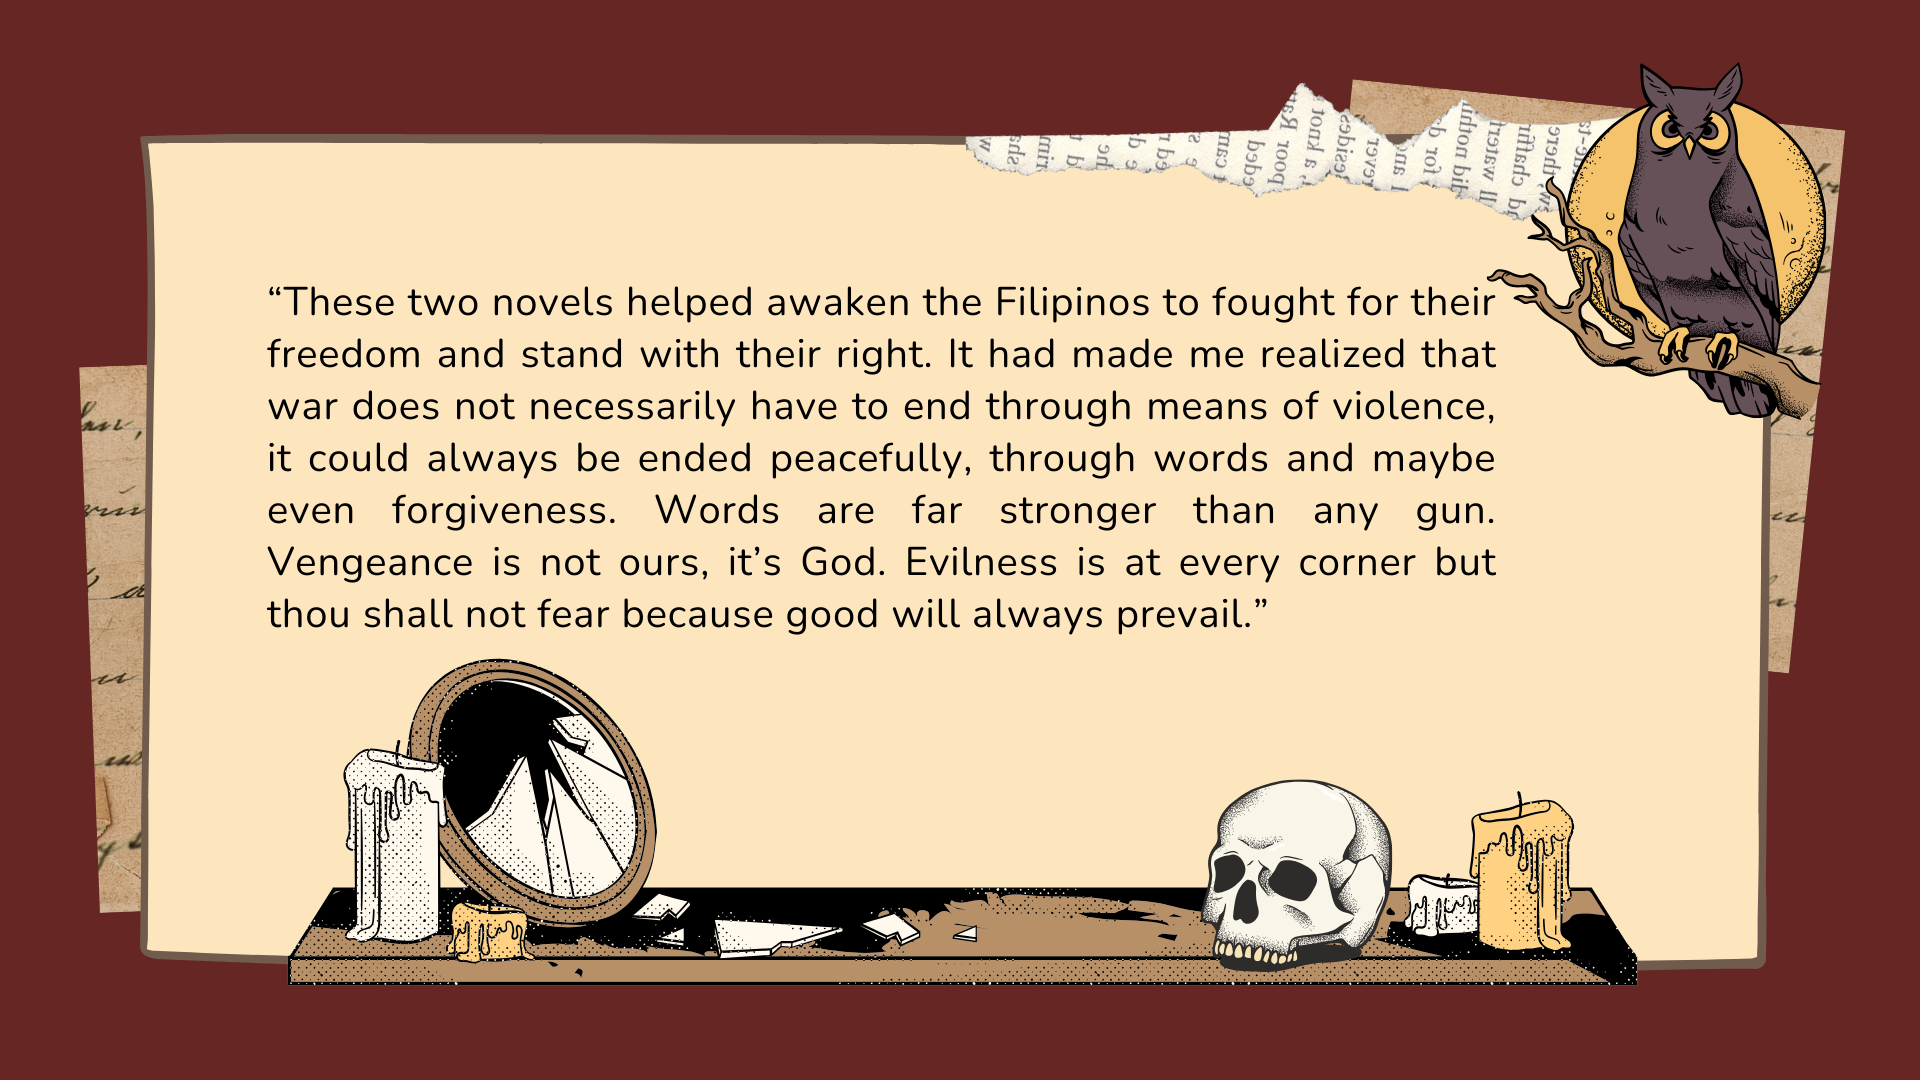 “These two novels helped awaken the Filipinos to fought for their
freedom and stand with their right. It had made me realized that
war does not necessarily have to end through means of violence,
it could always be ended peacefully, through words and maybe
even forgiveness. Words are far stronger than any gun.
Vengeance is not ours, it’s God. Evilness is at every corner but
thou shall not fear because good will always prevail.”